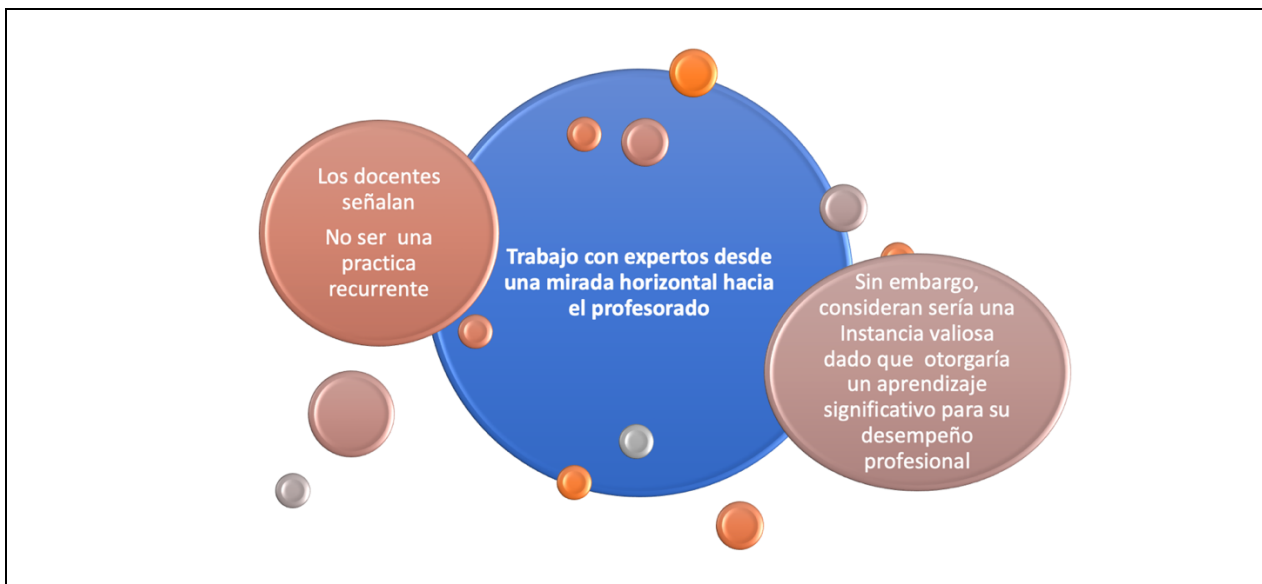 Los docentes
señalan
No ser una
practica
recurrente
Trabajo con expertos desde
una mirada horizontal hacia
el profesorado
Sin embargo,
consideran sería una
Instancia valiosa
dado que otorgaría
un aprendizaje
significativo para su
desempeño
profesional